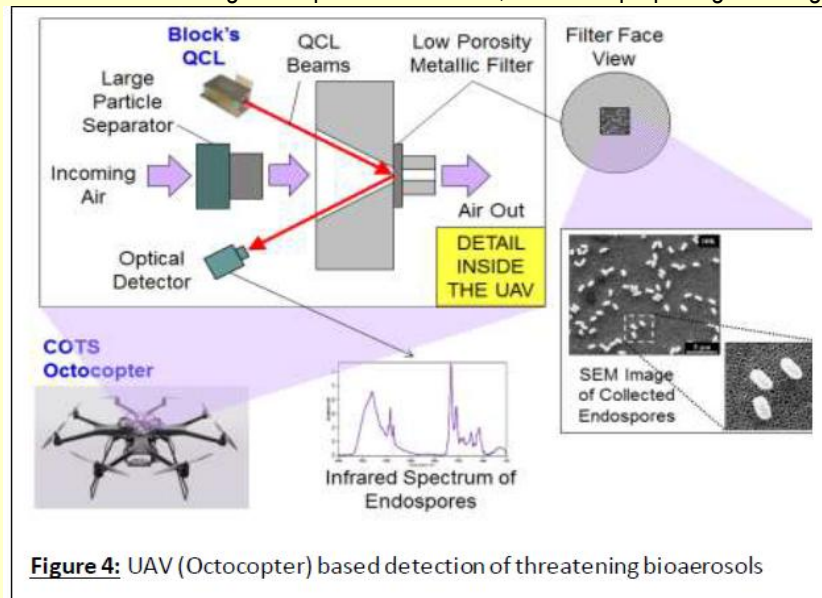 Block's
QCL
QCL
Beams
Low Porosity
Metallic Filter
Filter Face
View
Large
Particle
Separator
Incoming
Air
Air Out
Optical
Detector
DETAIL
INSIDE
THE UAV
COTS
Octocopter
SEM Image
of Collected
Endospores
Infrared Spectrum of
Endospores
Figure 4: UAV (Octocopter) based detection of threatening bioaerosols